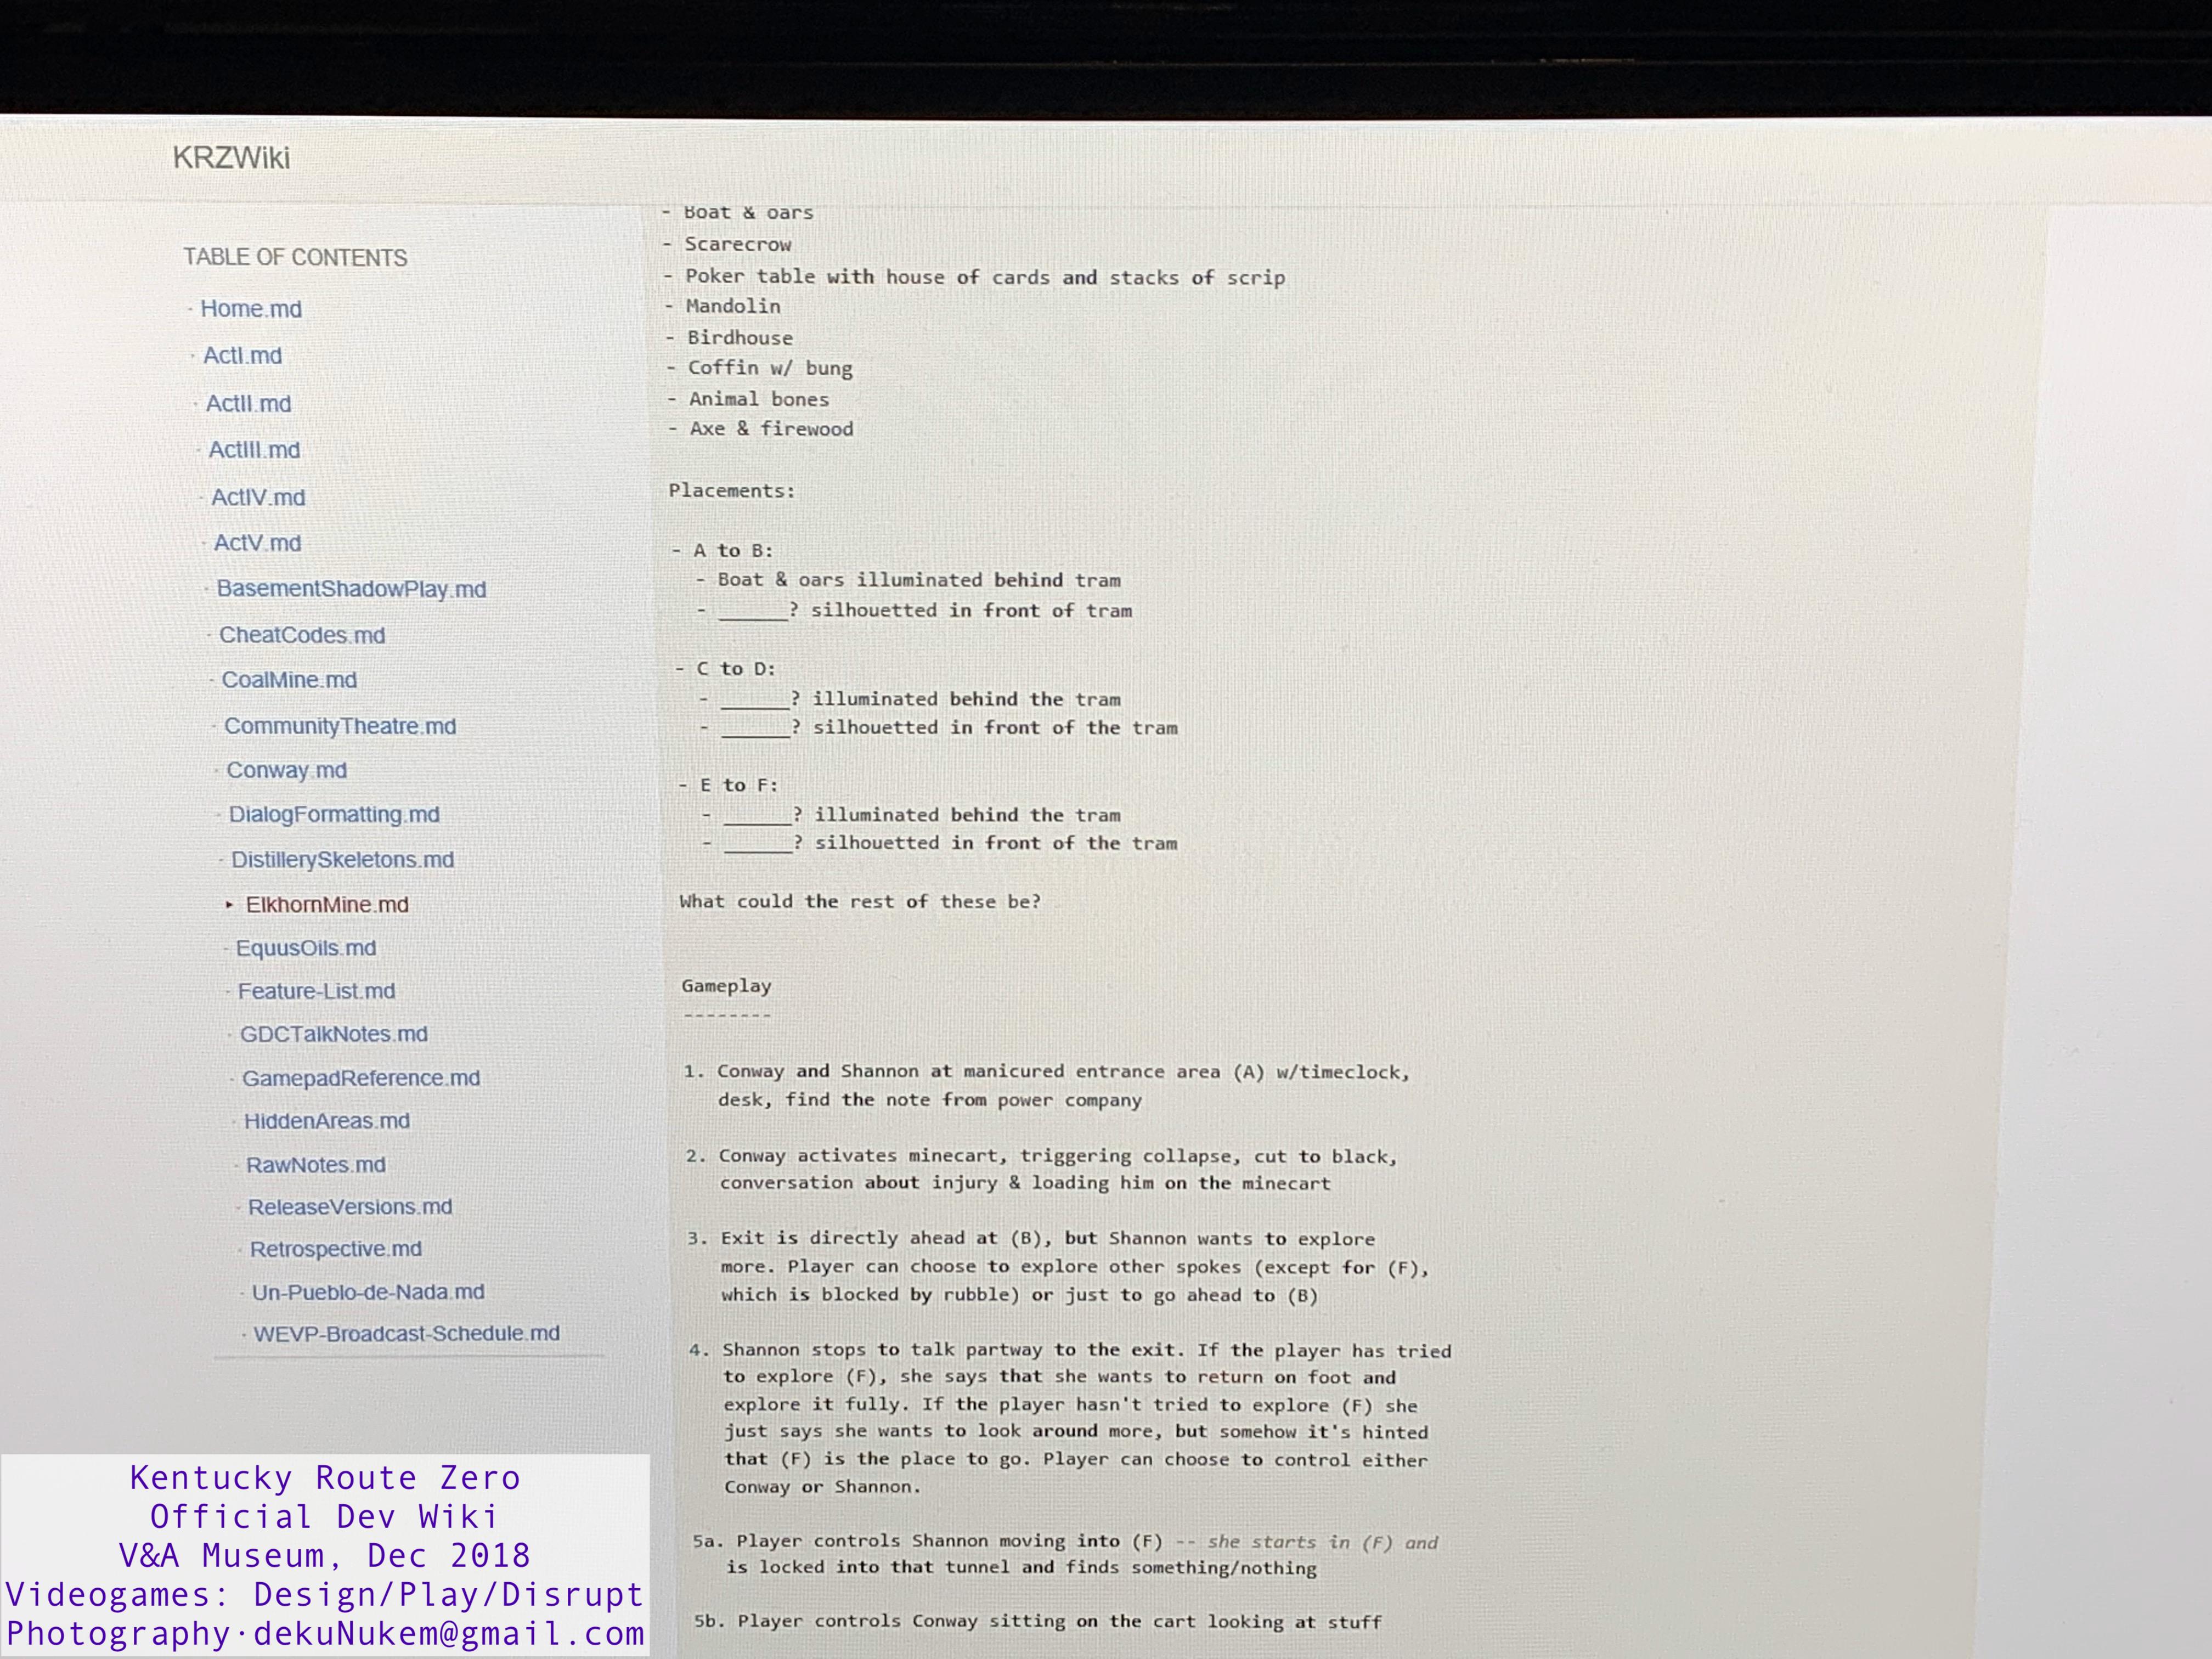 KRZWiki
TABLE OF CONTENTS
- Home.md
- ActI.md
- ActII.md
- ActIII.md
- ActIV.md
- ActV.md
- BasementShadowPlay.md
- CheatCodes.md
- CoalMine.md
- CommunityTheatre.md
- Conway.md
- DialogFormatting.md
- DistillerySkeletons.md
▸ ElkhornMine.md
- EquusOils.md
- Feature-List.md
- GDCTalkNotes.md
- GamepadReference.md
- HiddenAreas.md
- RawNotes.md
- ReleaseVersions.md
- Retrospective.md
- Un-Pueblo-de-Nada.md
- WEVP-Broadcast-Schedule.md
- Boat & oars
- Scarecrow
- Poker table with house of cards and stacks of scrip
- Mandolin
- Birdhouse
- Coffin w/ bung
- Animal bones
- Axe & firewood
Placements:
- A to B:
- Boat & oars illuminated behind tram
- ______? silhouetted in front of tram
- C to D:
- ______? illuminated behind the tram
- ______? silhouetted in front of the tram
- E to F:
- ______? illuminated behind the tram
- ______? silhouetted in front of the tram
What could the rest of these be?
Gameplay
--------
1. Conway and Shannon at manicured entrance area (A) w/timeclock,
desk, find the note from power company
2. Conway activates minecart, triggering collapse, cut to black,
conversation about injury & loading him on the minecart
3. Exit is directly ahead at (B), but Shannon wants to explore
more. Player can choose to explore other spokes (except for (F),
which is blocked by rubble) or just to go ahead to (B)
4. Shannon stops to talk partway to the exit. If the player has tried
to explore (F), she says that she wants to return on foot and
explore it fully. If the player hasn't tried to explore (F) she
just says she wants to look around more, but somehow it's hinted
that (F) is the place to go. Player can choose to control either
Conway or Shannon.
5a. Player controls Shannon moving into (F) -- she starts in (F) and
is locked into that tunnel and finds something/nothing
5b. Player controls Conway sitting on the cart looking at stuff
Kentucky Route Zero
Official Dev Wiki
V&A Museum, Dec 2018
Videogames: Design/Play/Disrupt
Photography·dekuNukem@gmail.com